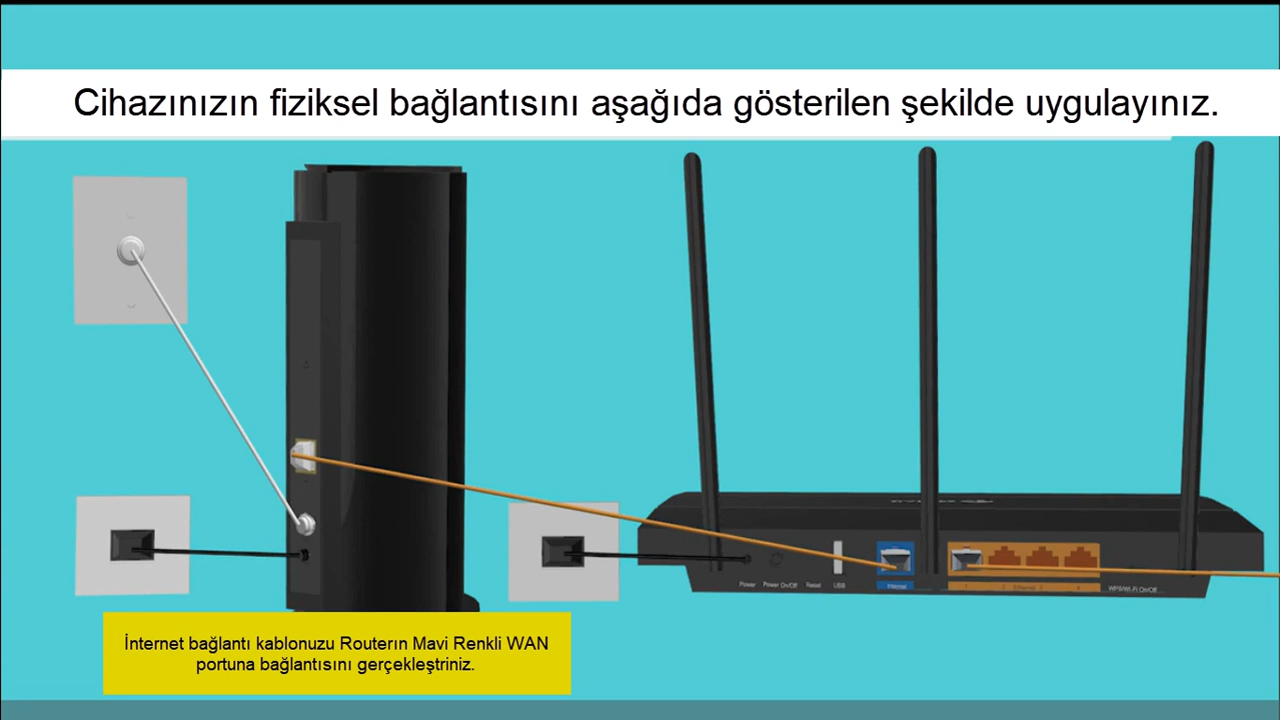 Cihazınızın fiziksel bağlantısını aşağıda gösterilen şekilde uygulayınız.
Power Power On/Off Reset USB Internet Ethernet WPS/Wi-Fi On/Off
İnternet bağlantı kablonuzu Routerın Mavi Renkli WAN
portuna bağlantısını gerçekleştriniz.